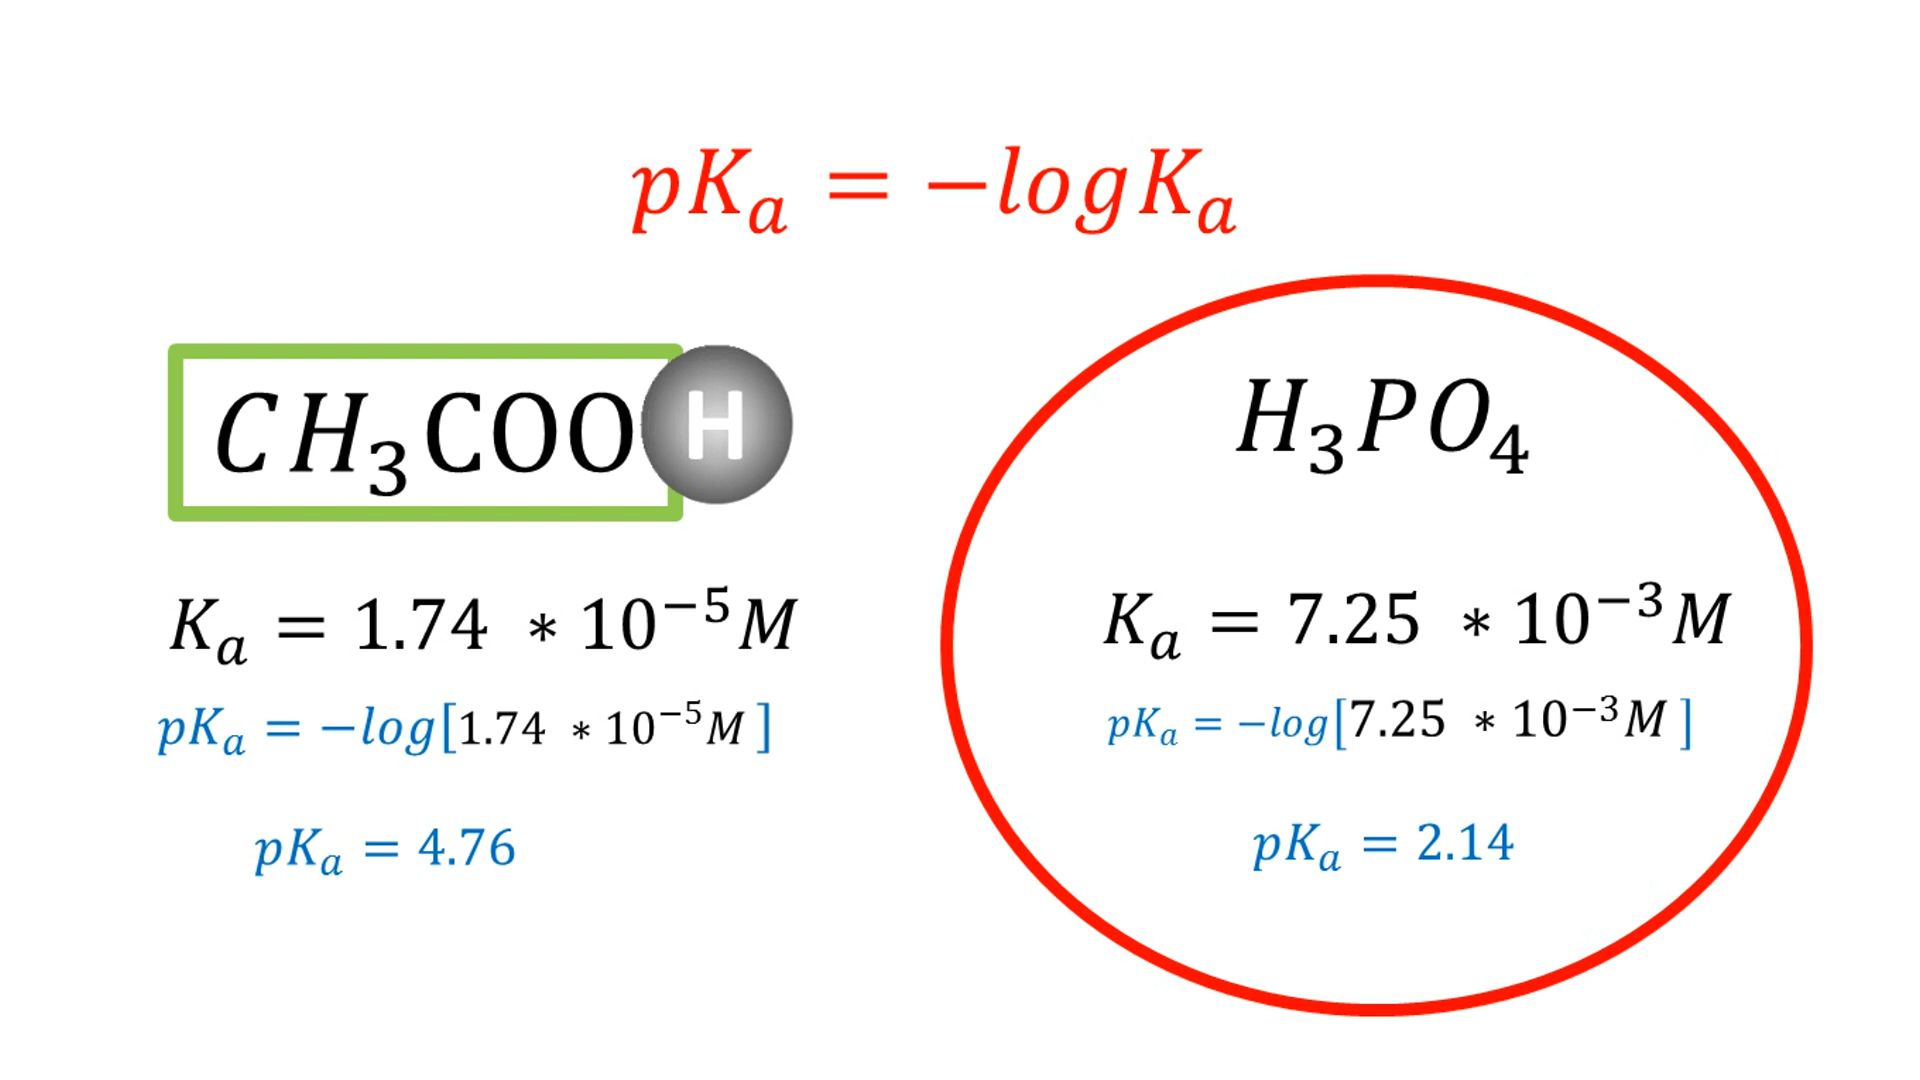 pKₐ = −logKₐ
CH₃COOH
Kₐ = 1.74 * 10⁻⁵M
pKₐ = −log[1.74 * 10⁻⁵M]
pKₐ = 4.76
H₃PO₄
Kₐ = 7.25 * 10⁻³M
pKₐ = −log[7.25 * 10⁻³M]
pKₐ = 2.14